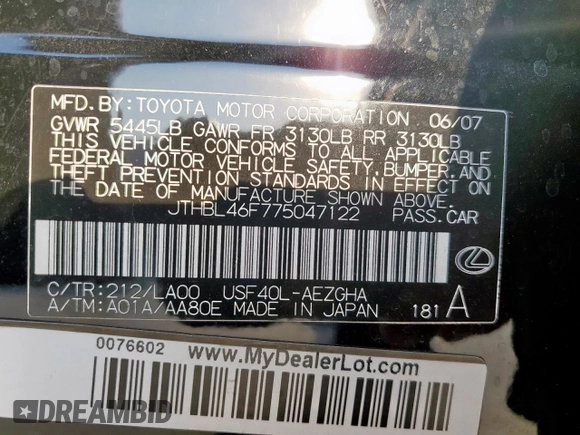 MFD. BY: TOYOTA MOTOR CORPORATION 06/07
GVWR 5445LB GAWR FR 3130LB RR 3130LB
THIS VEHICLE CONFORMS TO ALL APPLICABLE
FEDERAL MOTOR VEHICLE SAFETY, BUMPER, AND
THEFT PREVENTION STANDARDS IN EFFECT ON
THE DATE OF MANUFACTURE SHOWN ABOVE.
JTHBL46F775047122 PASS. CAR
C/TR: 212/LA00 USF40L-AEZGHA
A/TM: A01A/AA80E MADE IN JAPAN 181 A
0076602 www.MyDealerLot.com
DREAMBID